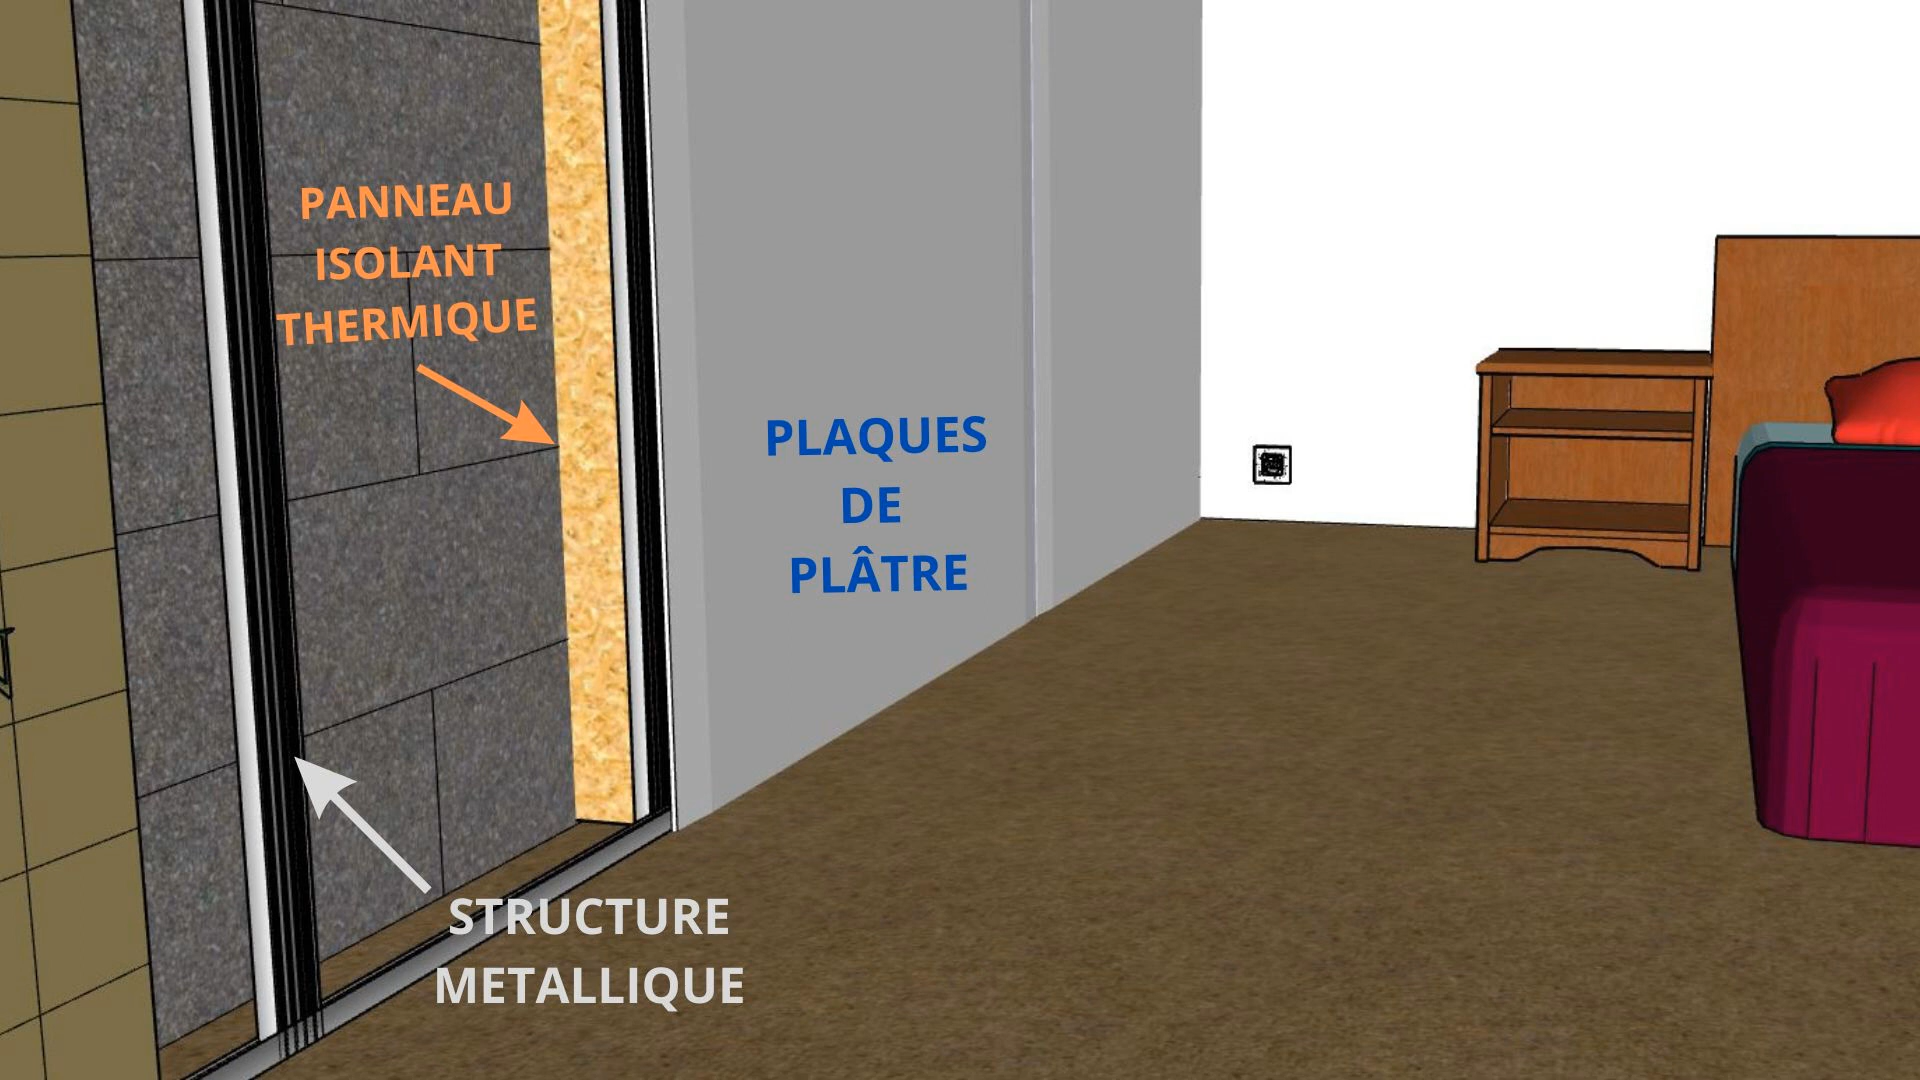 PANNEAU
ISOLANT
THERMIQUE
PLAQUES
DE
PLÂTRE
STRUCTURE
METALLIQUE